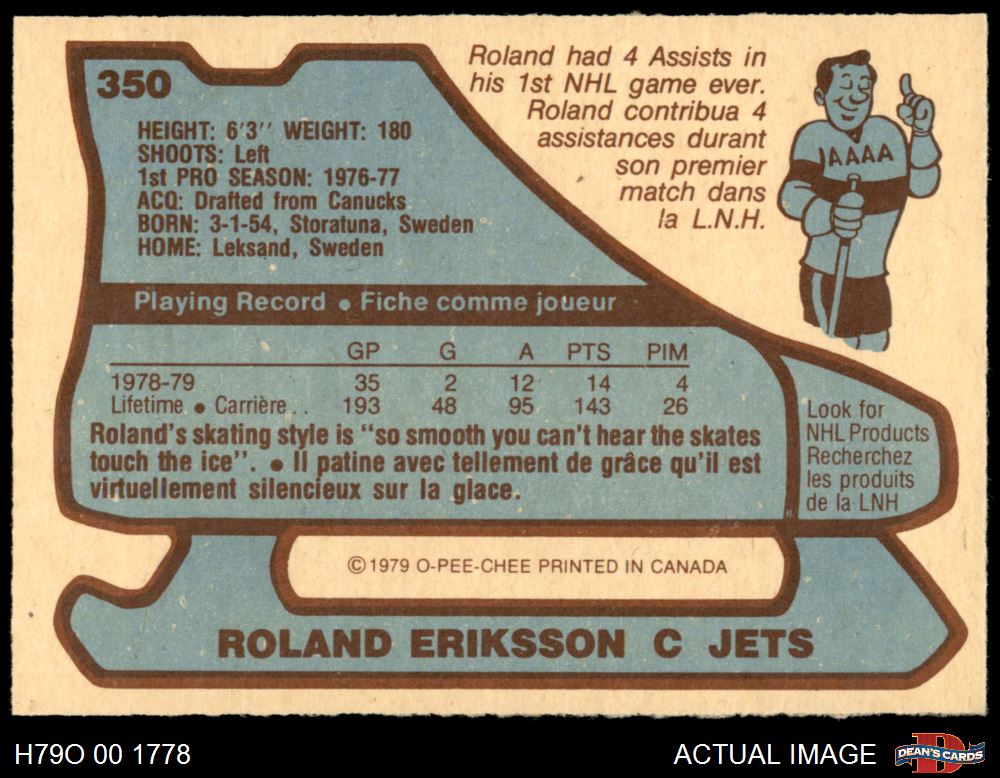 350
HEIGHT: 6'3'' WEIGHT: 180
SHOOTS: Left
1st PRO SEASON: 1976-77
ACQ: Drafted from Canucks
BORN: 3-1-54, Storatuna, Sweden
HOME: Leksand, Sweden
Roland had 4 Assists in
his 1st NHL game ever.
Roland contribua 4
assistances durant
son premier
match dans
la L.N.H.
1AAAA
Playing Record • Fiche comme joueur
GP G A PTS PIM
1978-79 35 2 12 14 4
Lifetime • Carrière . . 193 48 95 143 26
Roland's skating style is "so smooth you can't hear the skates
touch the ice". • Il patine avec tellement de grâce qu'il est
virtuellement silencieux sur la glace.
Look for
NHL Products
Recherchez
les produits
de la LNH
H
©1979 O-PEE-CHEE PRINTED IN CANADA
ROLAND ERIKSSON C JETS
H79O 00 1778
ACTUAL IMAGE
DEAN'S CARDS